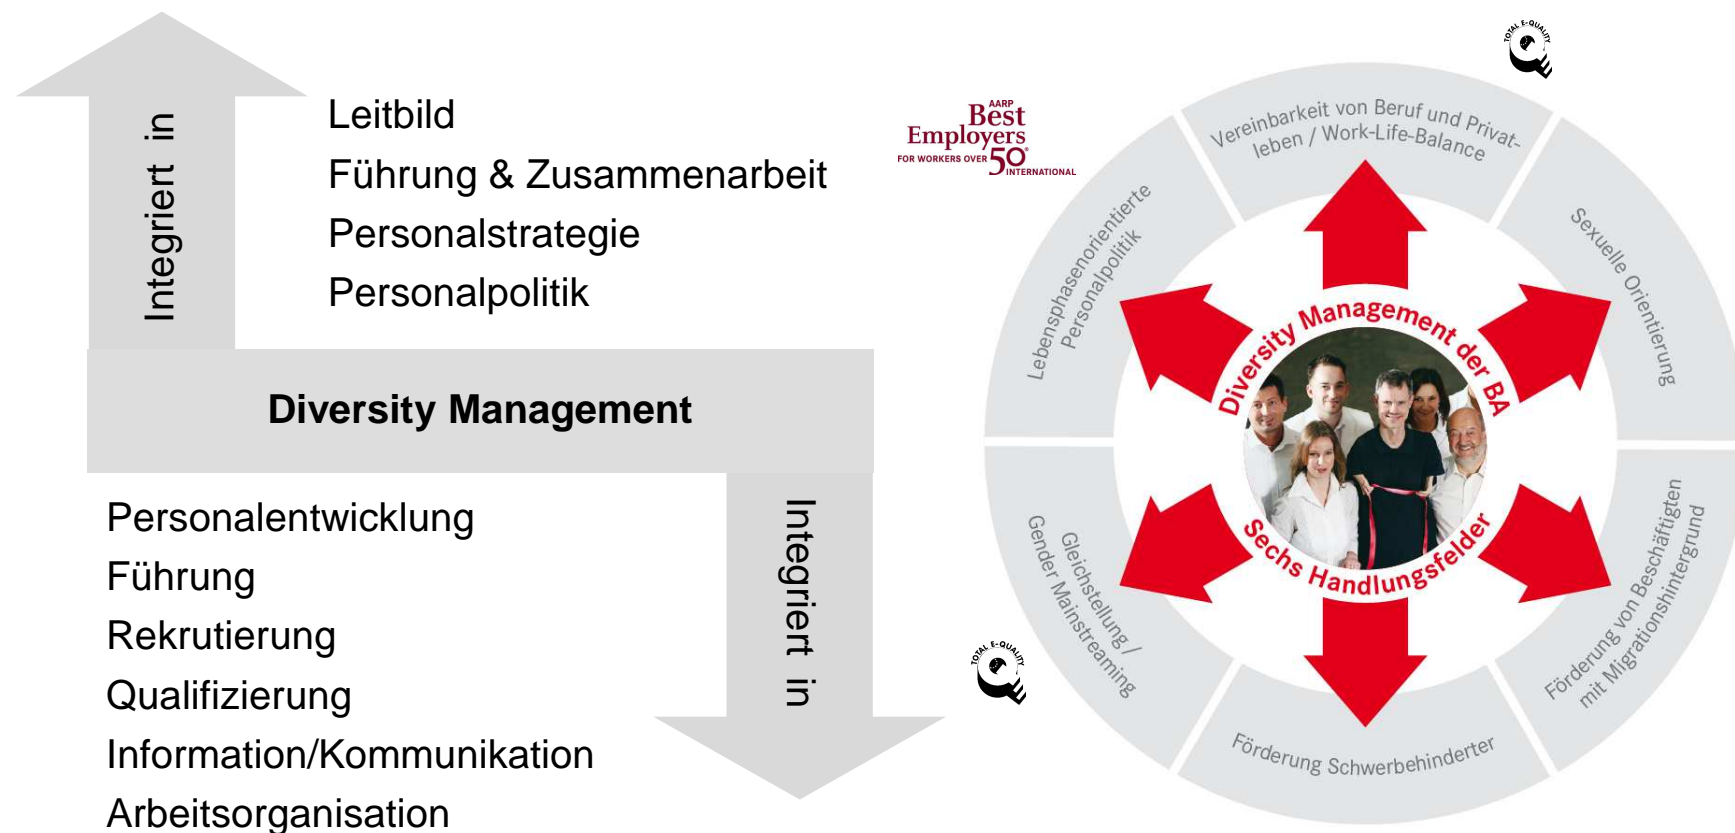 Integriert in
Leitbild
Führung & Zusammenarbeit
Personalstrategie
Personalpolitik
Diversity Management
Personalentwicklung
Führung
Rekrutierung
Qualifizierung
Information/Kommunikation
Arbeitsorganisation
Integriert in
AARP
Best
Employers
FOR WORKERS OVER 50
INTERNATIONAL
TOTAL E-QUALITY
Vereinbarkeit von Beruf und Privat-
leben / Work-Life-Balance
Sexuelle Orientierung
Förderung von Beschäftigten
mit Migrationshintergrund
Förderung Schwerbehinderter
Gleichstellung /
Gender Mainstreaming
TOTAL E-QUALITY
Lebensphasenorientierte
Personalpolitik
Diversity Management der BA
Sechs Handlungsfelder